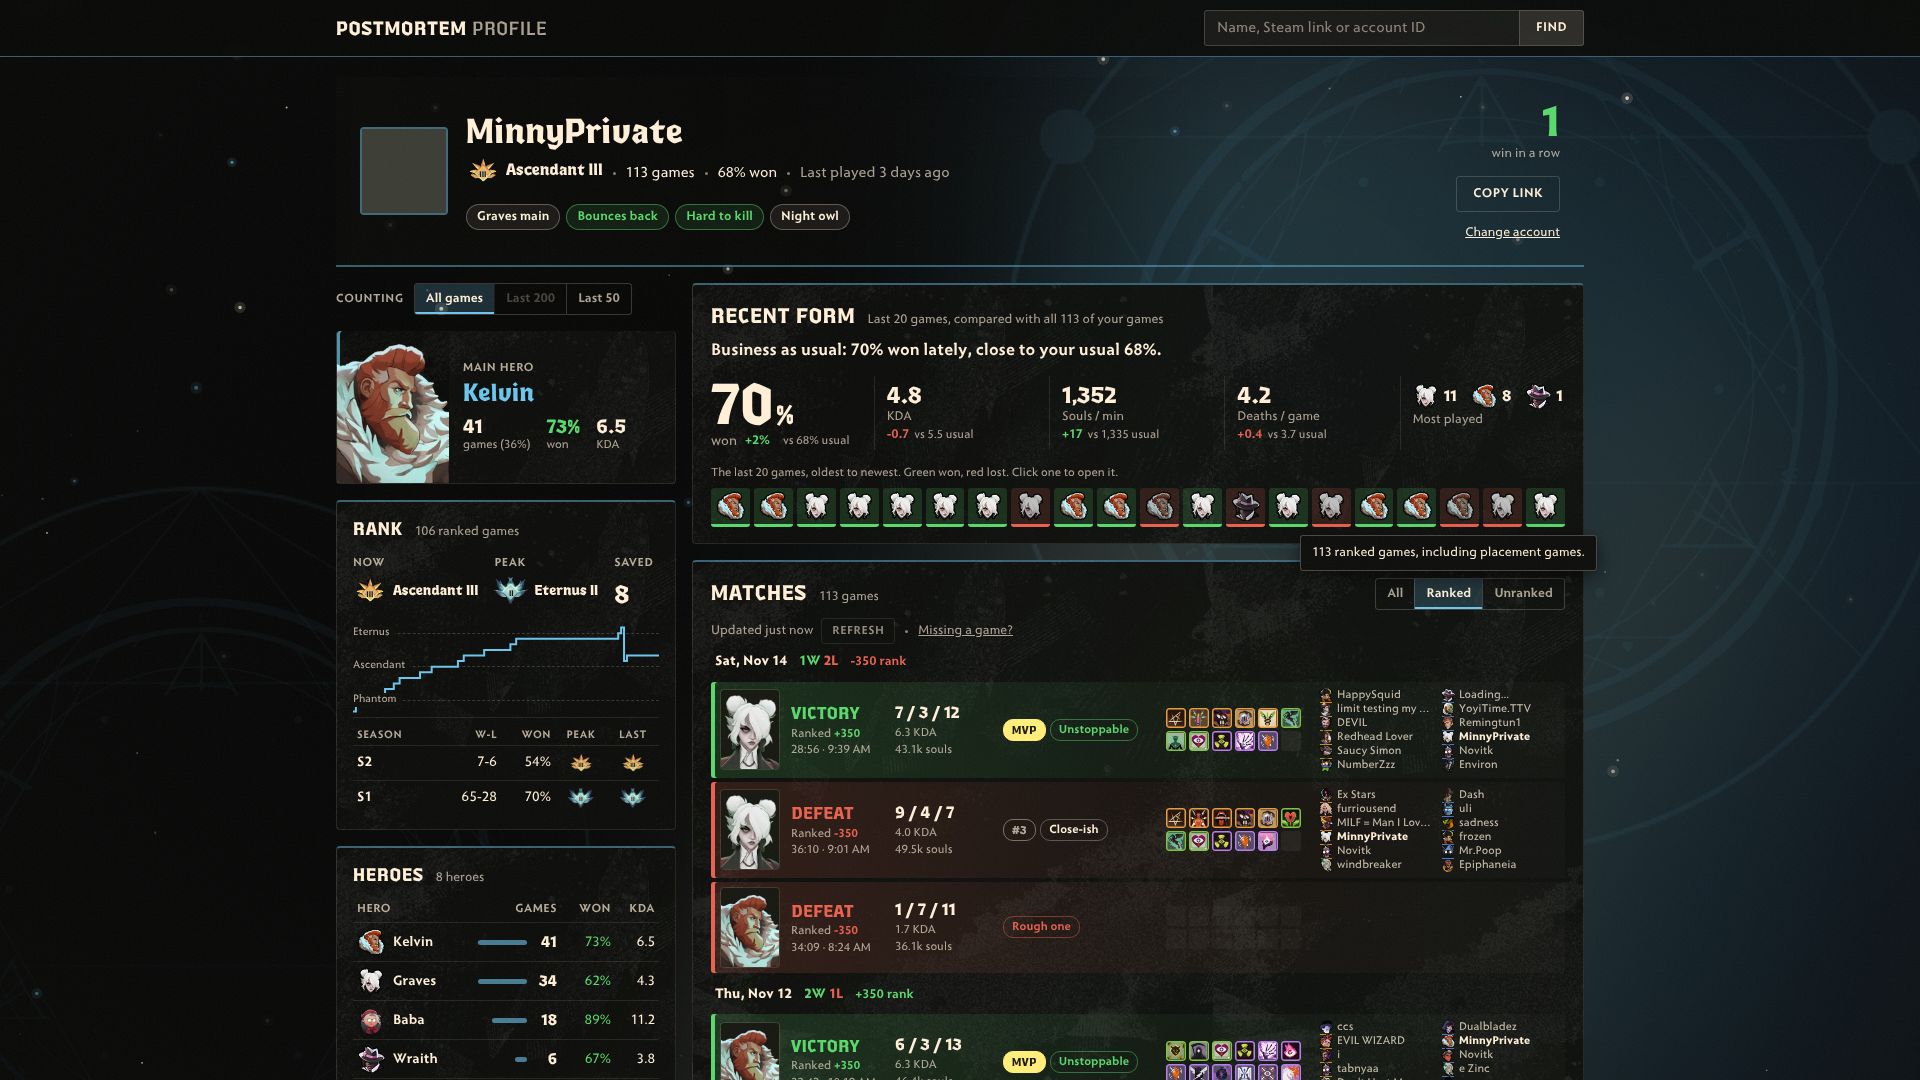 POSTMORTEM PROFILE
Name, Steam link or account ID
FIND
MinnyPrivate
Ascendant III · 113 games · 68% won · Last played 3 days ago
Graves main
Bounces back
Hard to kill
Night owl
1
win in a row
COPY LINK
Change account
COUNTING
All games
Last 200
Last 50
MAIN HERO
Kelvin
41 73% 6.5
games (36%) won KDA
RANK 106 ranked games
NOW PEAK SAVED
Ascendant III Eternus II 8
Eternus
Ascendant
Phantom
SEASON W-L WON PEAK LAST
S2 7-6 54%
S1 65-28 70%
HEROES 8 heroes
HERO GAMES WON KDA
Kelvin 41 73% 6.5
Graves 34 62% 4.3
Baba 18 89% 11.2
Wraith 6 67% 3.8
RECENT FORM Last 20 games, compared with all 113 of your games
Business as usual: 70% won lately, close to your usual 68%.
70%
won +2% vs 68% usual
4.8
KDA
-0.7 vs 5.5 usual
1,352
Souls / min
+17 vs 1,335 usual
4.2
Deaths / game
+0.4 vs 3.7 usual
11 8 1
Most played
The last 20 games, oldest to newest. Green won, red lost. Click one to open it.
113 ranked games, including placement games.
MATCHES 113 games
All
Ranked
Unranked
Updated just now REFRESH · Missing a game?
Sat, Nov 14 1W 2L -350 rank
VICTORY
Ranked +350
28:56 · 9:39 AM
7 / 3 / 12
6.3 KDA
43.1k souls
MVP
Unstoppable
HappySquid
limit testing my ...
DEVIL
Redhead Lover
Saucy Simon
NumberZzz
Loading...
YoyiTime.TTV
Remingtun1
MinnyPrivate
Novitk
Environ
DEFEAT
Ranked -350
36:10 · 9:01 AM
9 / 4 / 7
4.0 KDA
49.5k souls
#3
Close-ish
Ex Stars
furriousend
MILF = Man I Lov...
MinnyPrivate
Novitk
windbreaker
Dash
uli
sadness
frozen
Mr.Poop
Epiphaneia
DEFEAT
Ranked -350
34:09 · 8:24 AM
1 / 7 / 11
1.7 KDA
36.1k souls
Rough one
Thu, Nov 12 2W 1L +350 rank
VICTORY
Ranked +350
6 / 3 / 13
6.3 KDA
MVP
Unstoppable
ccs
EVIL WIZARD
i
tabnyaa
Dualbladez
MinnyPrivate
Novitk
e Zinc